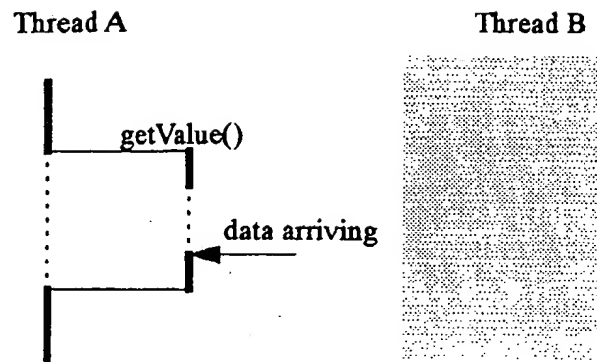 Thread A
Thread B
getValue()
data arriving